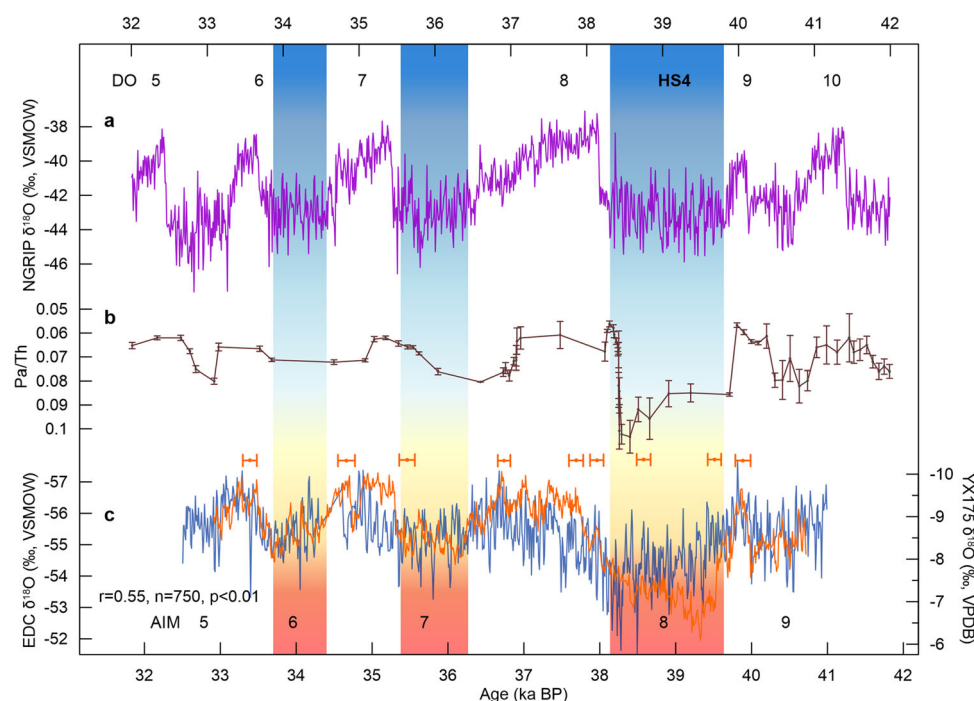 32 33 34 35 36 37 38 39 40 41 42
DO 5 6 7 8 HS4 9 10
a
-38
-40
-42
-44
-46
NGRIP δ¹⁸O (‰, VSMOW)
b
0.05
0.06
0.07
0.08
0.09
0.1
Pa/Th
c
-57
-56
-55
-54
-53
-52
EDC δ¹⁸O (‰, VSMOW)
-10
-9
-8
-7
-6
YX175 δ¹⁸O (‰, VPDB)
r=0.55, n=750, p<0.01
AIM 5 6 7 8 9
32 33 34 35 36 37 38 39 40 41 42
Age (ka BP)